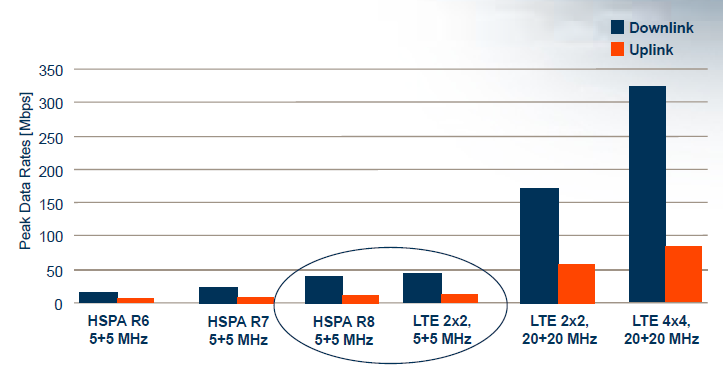 Downlink
Uplink
Peak Data Rates [Mbps]
350
300
250
200
150
100
50
0
HSPA R6
5+5 MHz
HSPA R7
5+5 MHz
HSPA R8
5+5 MHz
LTE 2x2,
5+5 MHz
LTE 2x2,
20+20 MHz
LTE 4x4,
20+20 MHz